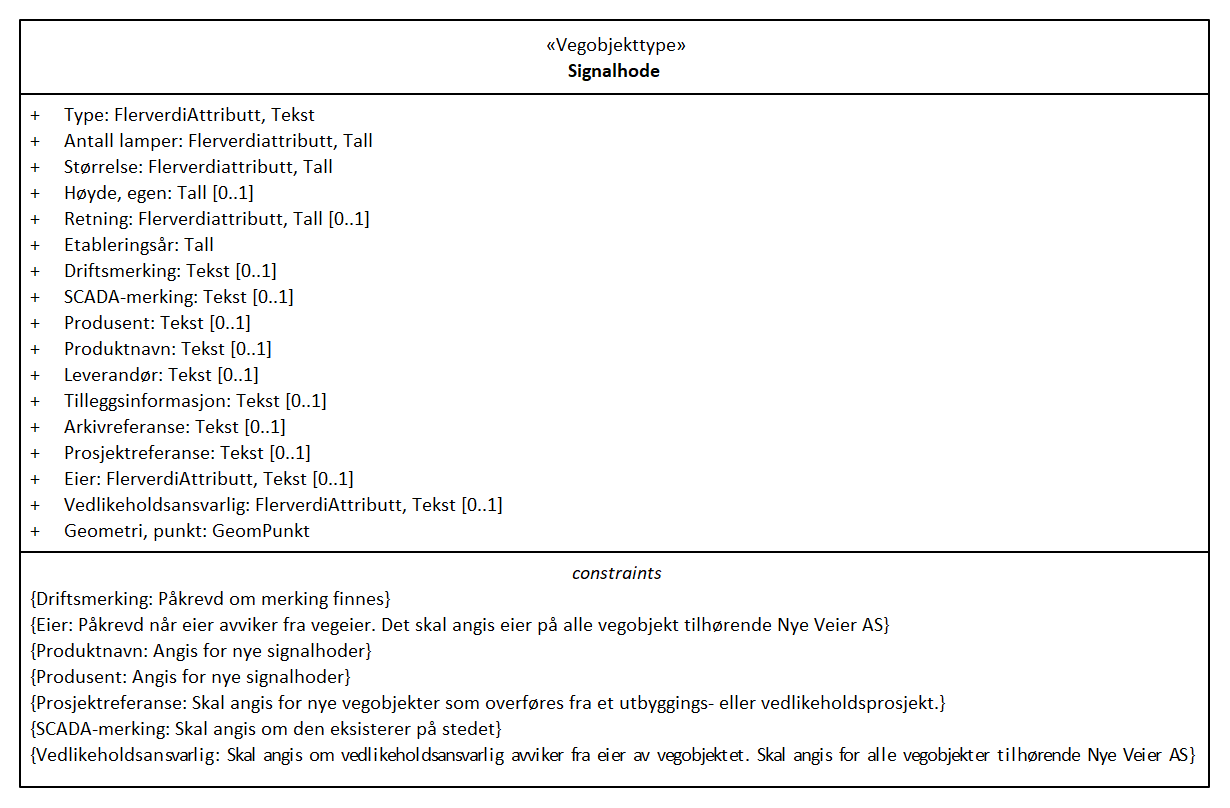 «Vegobjekttype»
Signalhode
+ Type: FlerverdiAttributt, Tekst
+ Antall lamper: Flerverdiattributt, Tall
+ Størrelse: Flerverdiattributt, Tall
+ Høyde, egen: Tall [0..1]
+ Retning: Flerverdiattributt, Tall [0..1]
+ Etableringsår: Tall
+ Driftsmerking: Tekst [0..1]
+ SCADA-merking: Tekst [0..1]
+ Produsent: Tekst [0..1]
+ Produktnavn: Tekst [0..1]
+ Leverandør: Tekst [0..1]
+ Tilleggsinformasjon: Tekst [0..1]
+ Arkivreferanse: Tekst [0..1]
+ Prosjektreferanse: Tekst [0..1]
+ Eier: FlerverdiAttributt, Tekst [0..1]
+ Vedlikeholdsansvarlig: FlerverdiAttributt, Tekst [0..1]
+ Geometri, punkt: GeomPunkt
constraints
{Driftsmerking: Påkrevd om merking finnes}
{Eier: Påkrevd når eier avviker fra vegeier. Det skal angis eier på alle vegobjekt tilhørende Nye Veier AS}
{Produktnavn: Angis for nye signalhoder}
{Produsent: Angis for nye signalhoder}
{Prosjektreferanse: Skal angis for nye vegobjekter som overføres fra et utbyggings- eller vedlikeholdsprosjekt.}
{SCADA-merking: Skal angis om den eksisterer på stedet}
{Vedlikeholdsansvarlig: Skal angis om vedlikeholdsansvarlig avviker fra eier av vegobjektet. Skal angis for alle vegobjekter tilhørende Nye Veier AS}